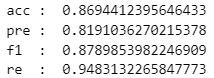 acc :  0.8694412395646433
pre :  0.8191036270215378
f1  :  0.8789853982246909
re  :  0.9483132265847773